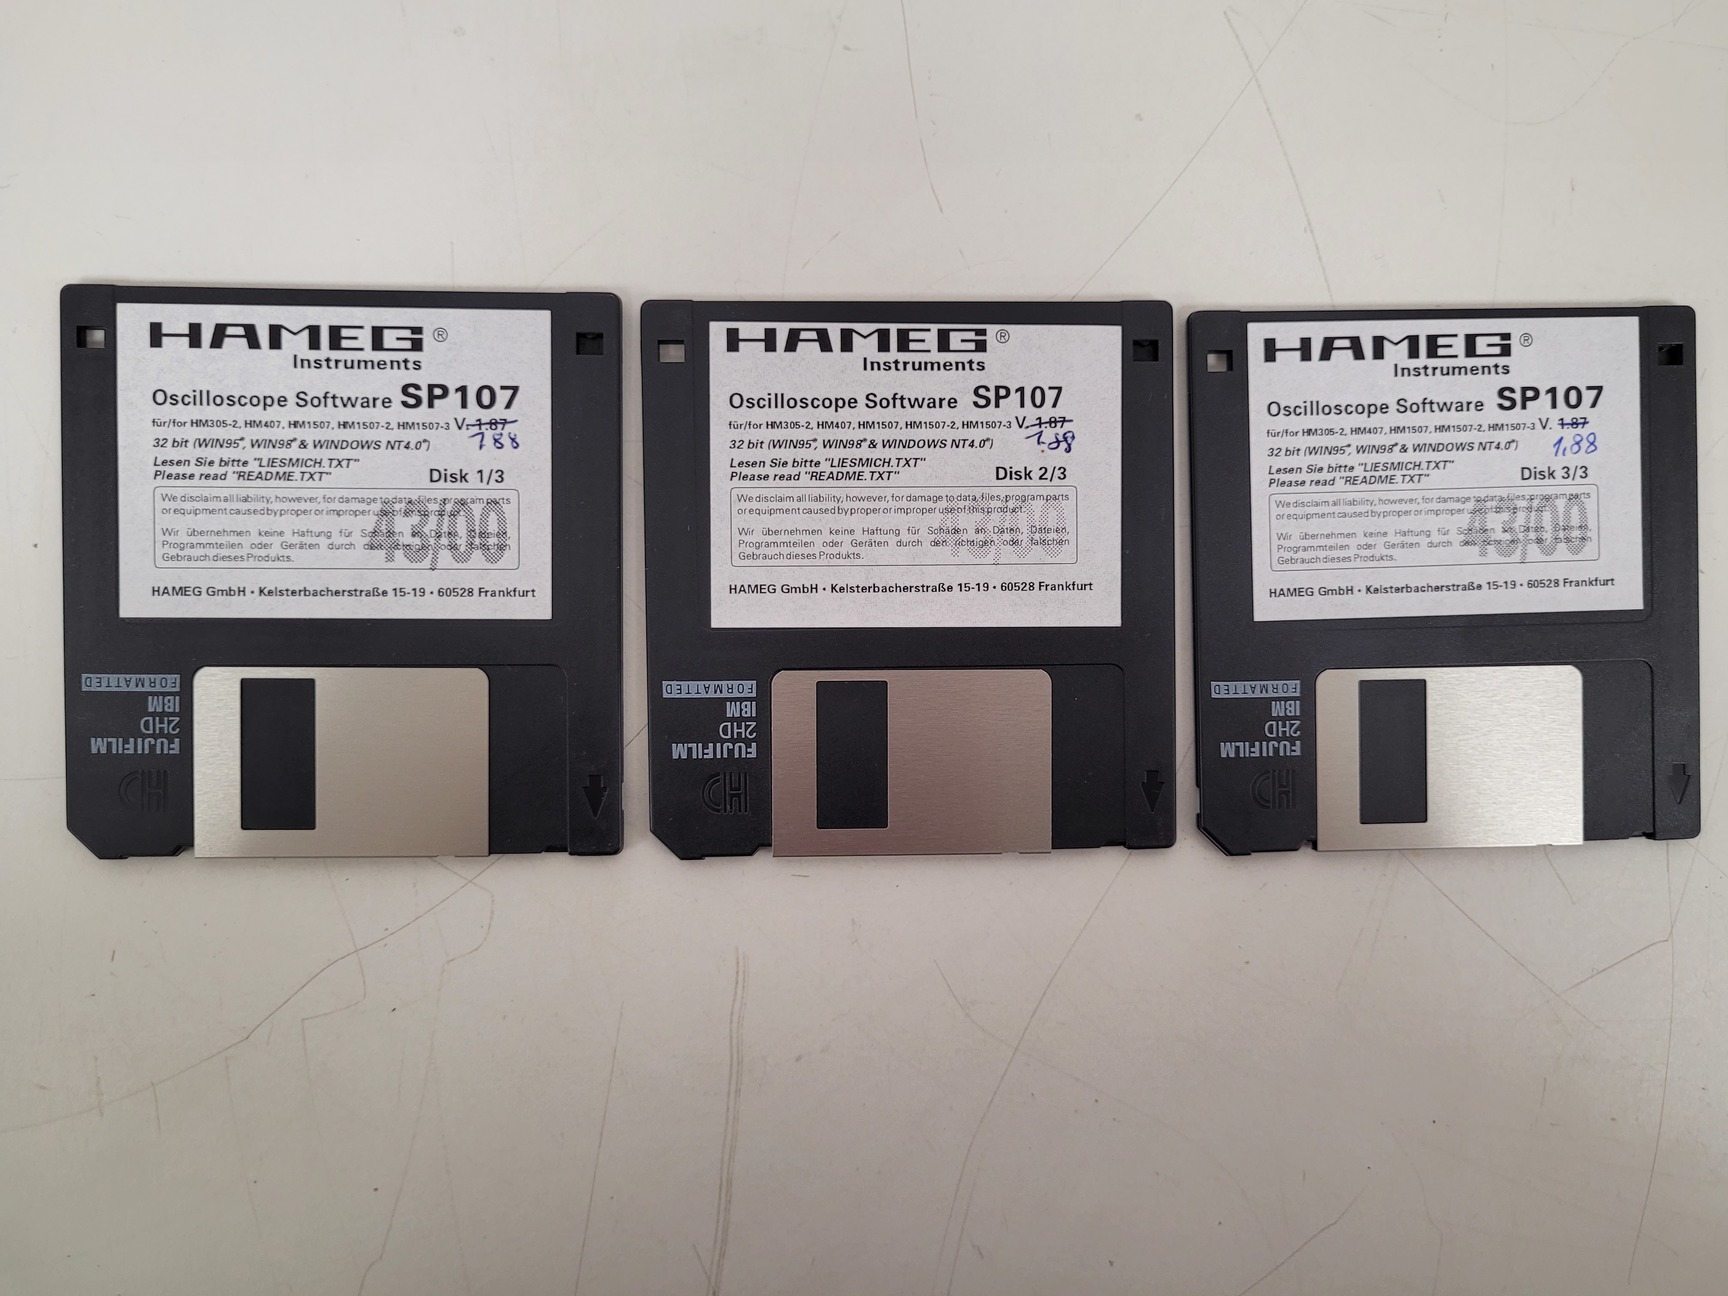 HAMEG®
Instruments
Oscilloscope Software SP107
für/for HM305-2, HM407, HM1507, HM1507-2, HM1507-3 V. 1.87
1.88
32 bit (WIN95®, WIN98® & WINDOWS NT4.0®)
Lesen Sie bitte "LIESMICH.TXT"
Please read "README.TXT" Disk 1/3
We disclaim all liability, however, for damage to data, files, program parts
or equipment caused by proper or improper use of this product.
Wir übernehmen keine Haftung für Schäden an Daten, Dateien,
Programmteilen oder Geräten durch den richtigen oder falschen
Gebrauch dieses Produkts.
43/00
HAMEG GmbH • Kelsterbacherstraße 15-19 • 60528 Frankfurt
FORMATTED
IBM
2HD
FUJIFILM
HD
HAMEG®
Instruments
Oscilloscope Software SP107
für/for HM305-2, HM407, HM1507, HM1507-2, HM1507-3 V. 1.87
1.88
32 bit (WIN95®, WIN98® & WINDOWS NT4.0®)
Lesen Sie bitte "LIESMICH.TXT"
Please read "README.TXT" Disk 2/3
We disclaim all liability, however, for damage to data, files, program parts
or equipment caused by proper or improper use of this product.
Wir übernehmen keine Haftung für Schäden an Daten, Dateien,
Programmteilen oder Geräten durch den richtigen oder falschen
Gebrauch dieses Produkts.
HAMEG GmbH • Kelsterbacherstraße 15-19 • 60528 Frankfurt
FORMATTED
IBM
2HD
FUJIFILM
HD
HAMEG®
Instruments
Oscilloscope Software SP107
für/for HM305-2, HM407, HM1507, HM1507-2, HM1507-3 V. 1.87
1.88
32 bit (WIN95®, WIN98® & WINDOWS NT4.0®)
Lesen Sie bitte "LIESMICH.TXT"
Please read "README.TXT" Disk 3/3
We disclaim all liability, however, for damage to data, files, program parts
or equipment caused by proper or improper use of this product.
Wir übernehmen keine Haftung für Schäden an Daten, Dateien,
Programmteilen oder Geräten durch den richtigen oder falschen
Gebrauch dieses Produkts.
43/00
HAMEG GmbH • Kelsterbacherstraße 15-19 • 60528 Frankfurt
FORMATTED
IBM
2HD
FUJIFILM
HD